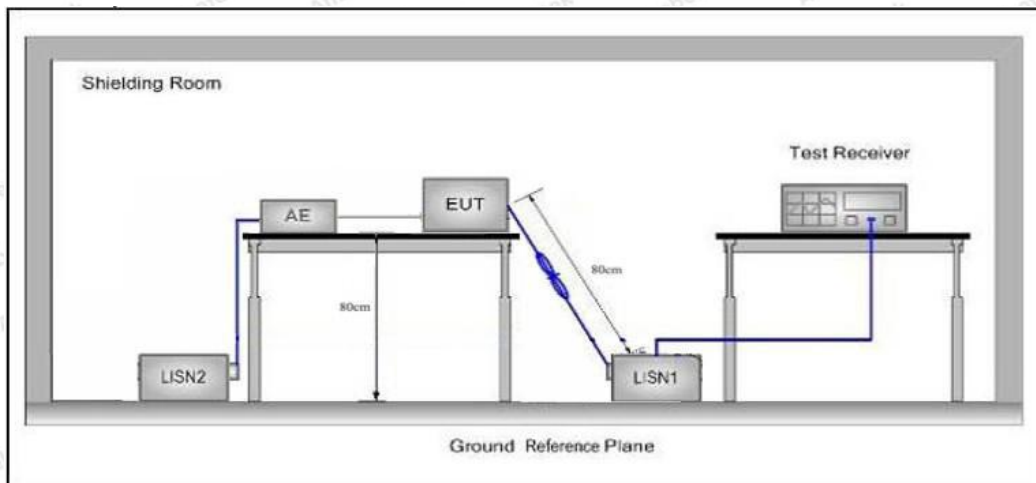 Shielding Room
Test Receiver
EUT
AE
80cm
80cm
LISN2
LISN1
Ground Reference Plane